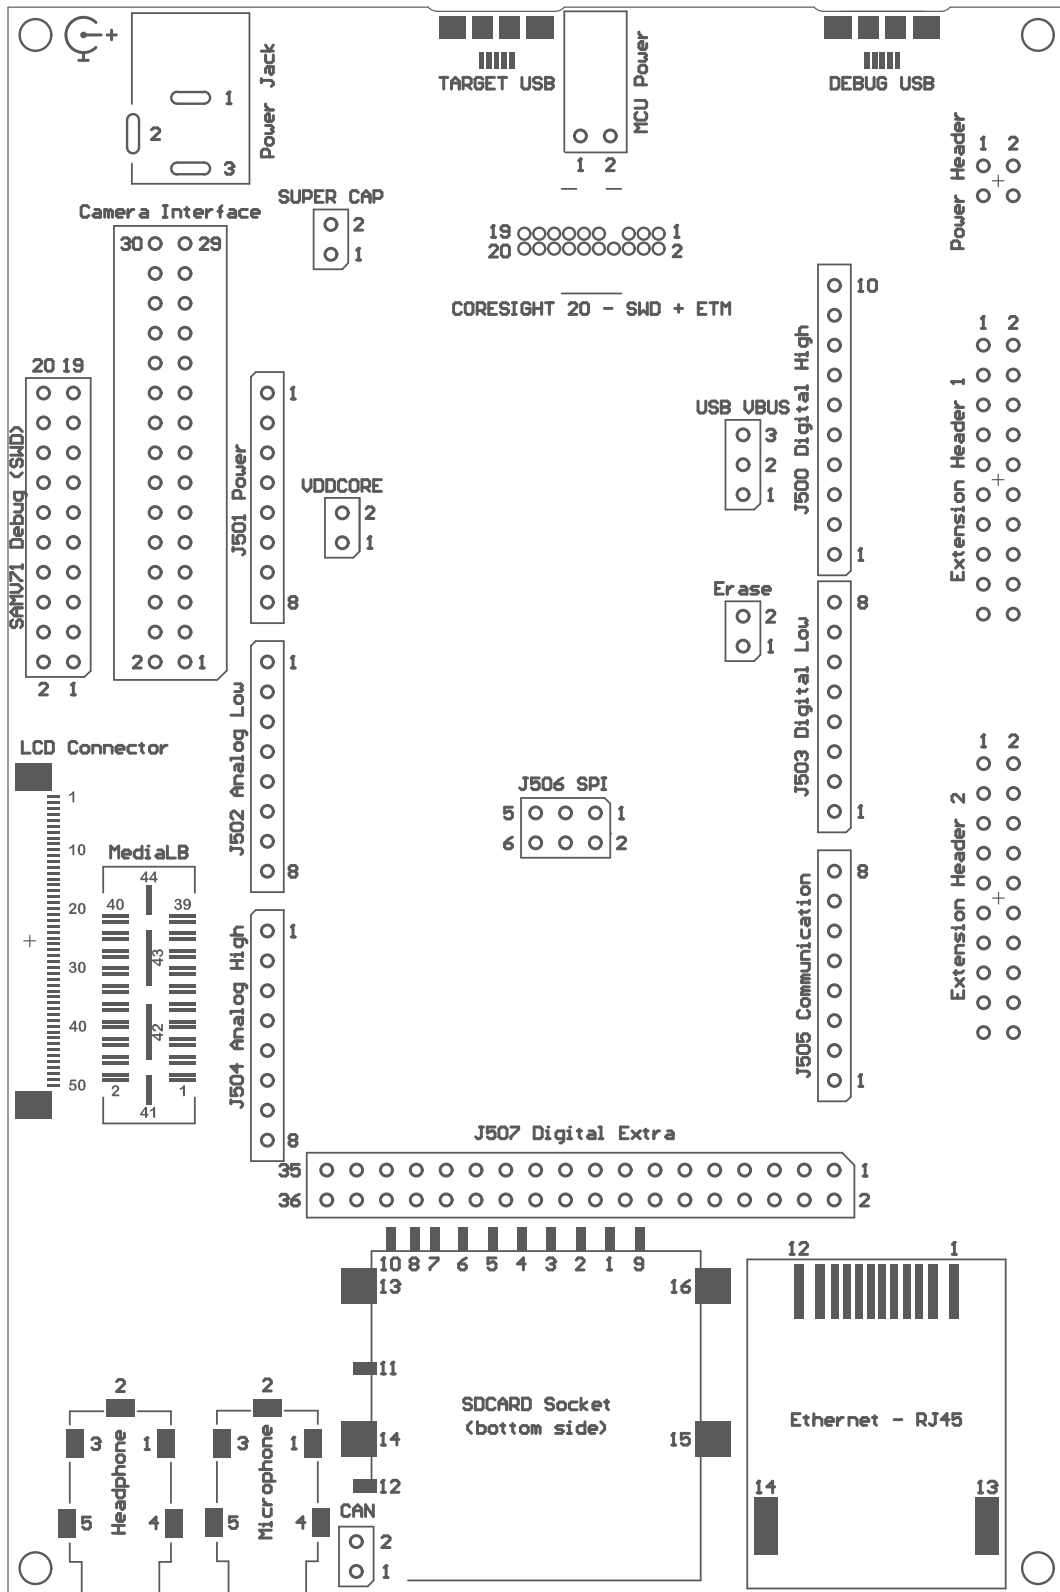 +
Power Jack
1
2
3
TARGET USB
MCU Power
1 2
DEBUG USB
Power Header
1 2
SUPER CAP
2
1
Camera Interface
30 29
2 1
19 1
20 2
CORESIGHT 20 - SWD + ETM
20 19
SAMV71 Debug (SWD)
2 1
J501 Power
1
8
VDDCORE
2
1
USB VBUS
3
2
1
J500 Digital High
10
1
1 2
Extension Header 1
Erase
2
1
J503 Digital Low
8
1
J502 Analog Low
1
8
LCD Connector
1
10
20
30
40
50
MediaLB
44
40 39
43
42
2 1
41
J506 SPI
5 1
6 2
1 2
Extension Header 2
J504 Analog High
1
8
J505 Communication
8
1
J507 Digital Extra
35 1
36 2
10 8 7 6 5 4 3 2 1 9
13 16
11
SDCARD Socket
(bottom side)
14 15
12
12 1
Ethernet - RJ45
14 13
2
3 1
Headphone
5 4
2
3 1
Microphone
5 4
CAN
2
1